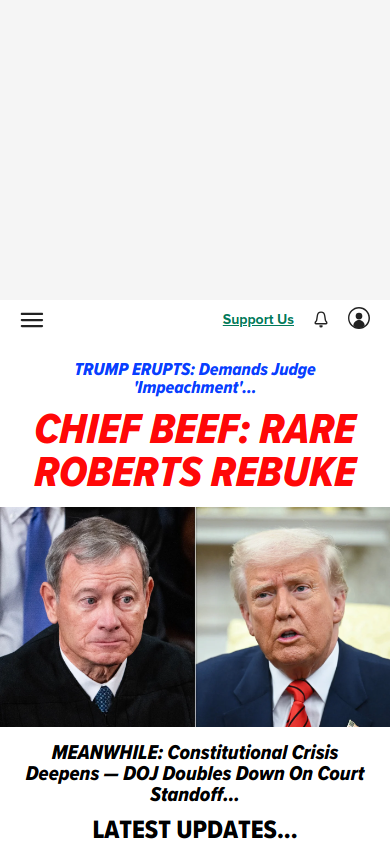 Support Us
TRUMP ERUPTS: Demands Judge
'Impeachment'...
CHIEF BEEF: RARE
ROBERTS REBUKE
MEANWHILE: Constitutional Crisis
Deepens — DOJ Doubles Down On Court
Standoff...
LATEST UPDATES...